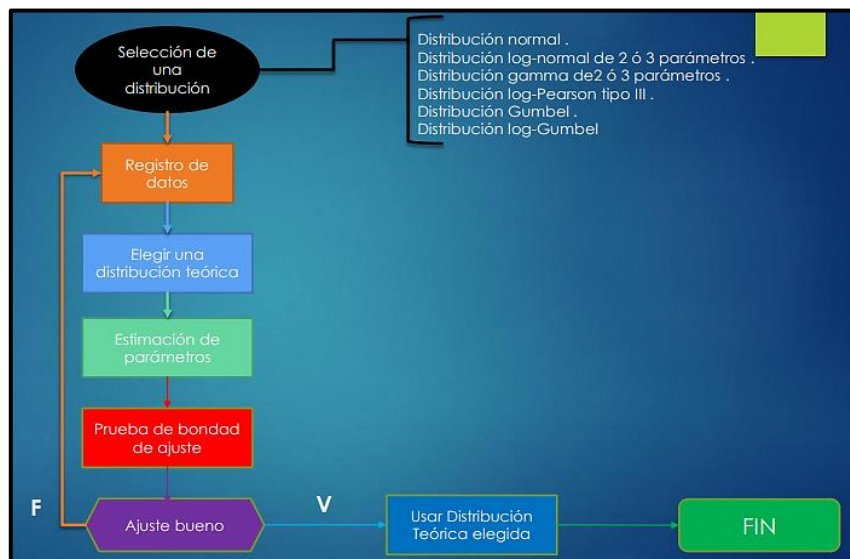 Selección de
una
distribución
Distribución normal .
Distribución log-normal de 2 ó 3 parámetros .
Distribución gamma de2 ó 3 parámetros .
Distribución log-Pearson tipo III .
Distribución Gumbel .
Distribución log-Gumbel
Registro de
datos
Elegir una
distribución teórica
Estimación de
parámetros
Prueba de bondad
de ajuste
F
Ajuste bueno
V
Usar Distribución
Teórica elegida
FIN